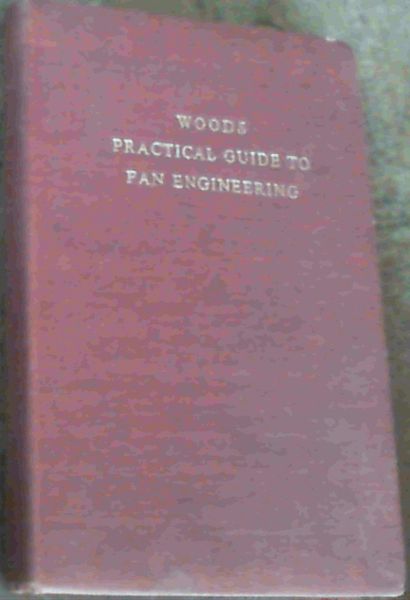 WOODS
PRACTICAL GUIDE TO
FAN ENGINEERING